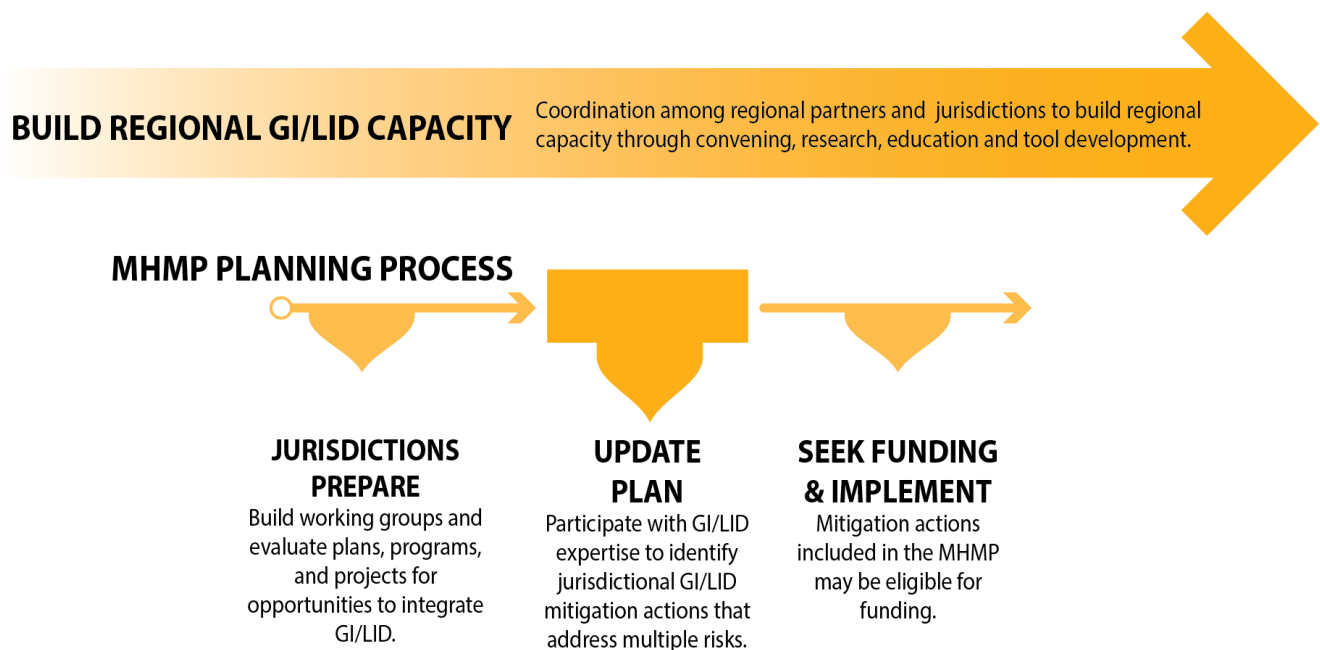 BUILD REGIONAL GI/LID CAPACITY
Coordination among regional partners and jurisdictions to build regional
capacity through convening, research, education and tool development.
MHMP PLANNING PROCESS
JURISDICTIONS
PREPARE
Build working groups and
evaluate plans, programs,
and projects for
opportunities to integrate
GI/LID.
UPDATE
PLAN
Participate with GI/LID
expertise to identify
jurisdictional GI/LID
mitigation actions that
address multiple risks.
SEEK FUNDING
& IMPLEMENT
Mitigation actions
included in the MHMP
may be eligible for
funding.